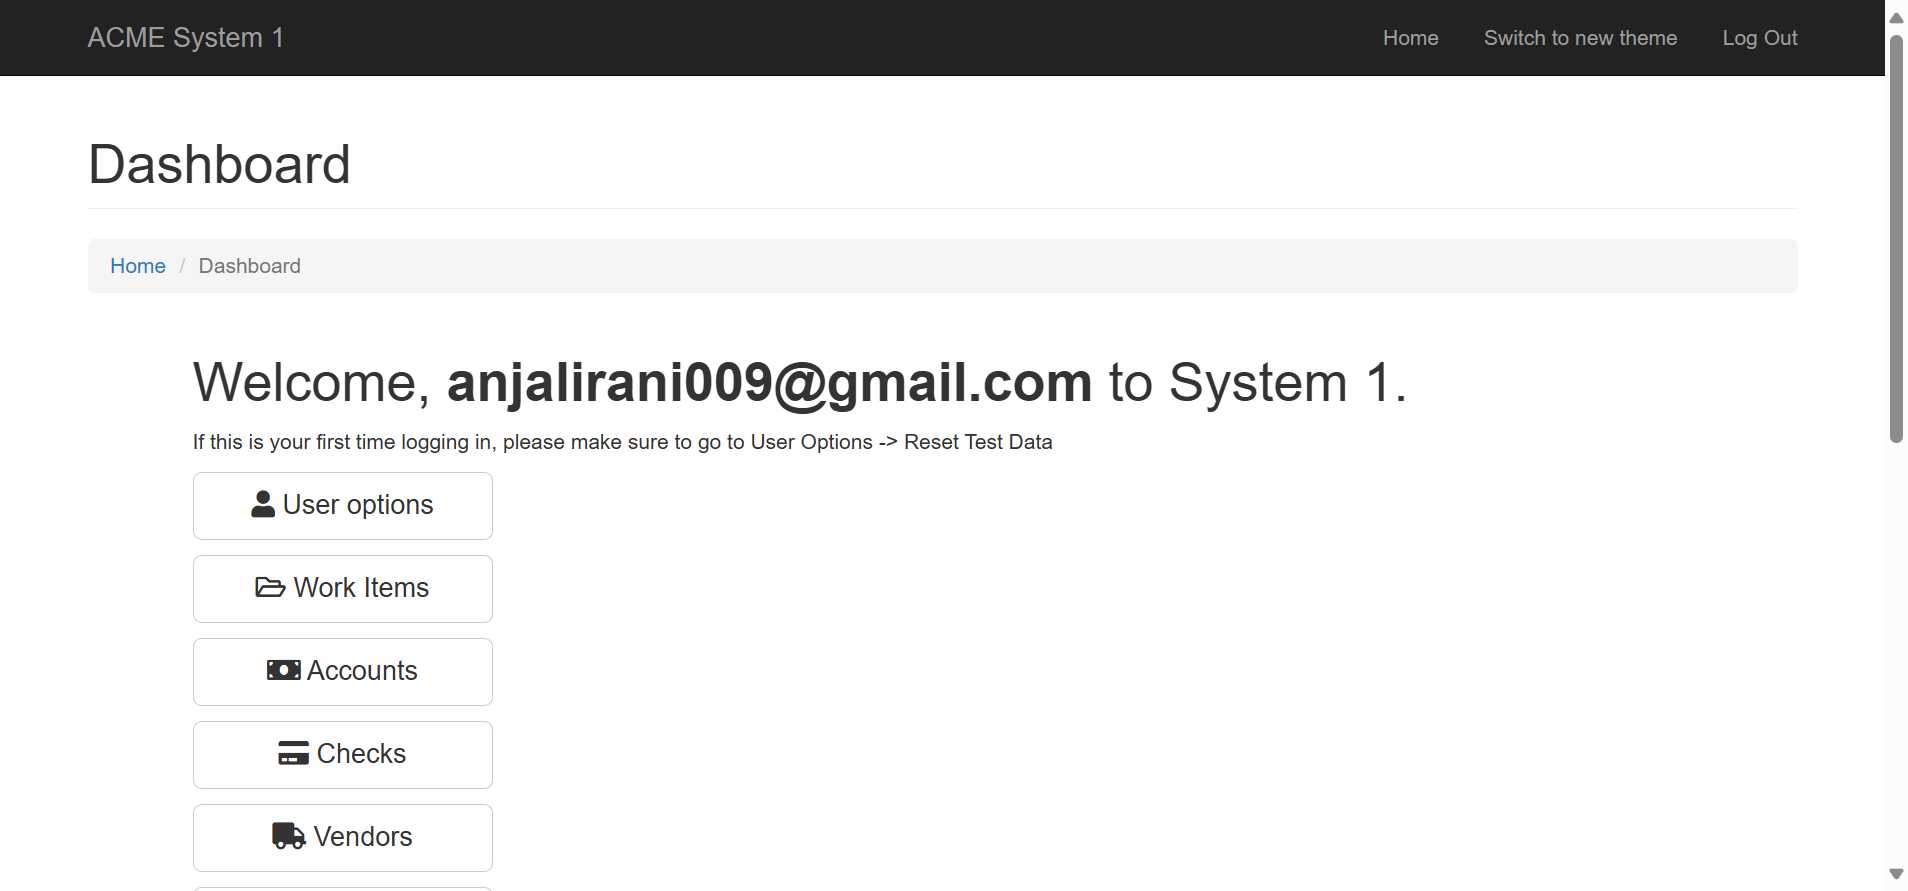 ACME System 1
Home
Switch to new theme
Log Out
Dashboard
Home / Dashboard
Welcome, anjalirani009@gmail.com to System 1.
If this is your first time logging in, please make sure to go to User Options -> Reset Test Data
User options
Work Items
Accounts
Checks
Vendors